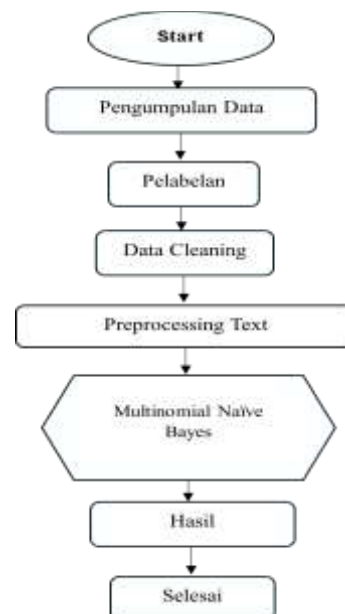 Start
Pengumpulan Data
Pelabelan
Data Cleaning
Preprocessing Text
Multinomial Naïve
Bayes
Hasil
Selesai